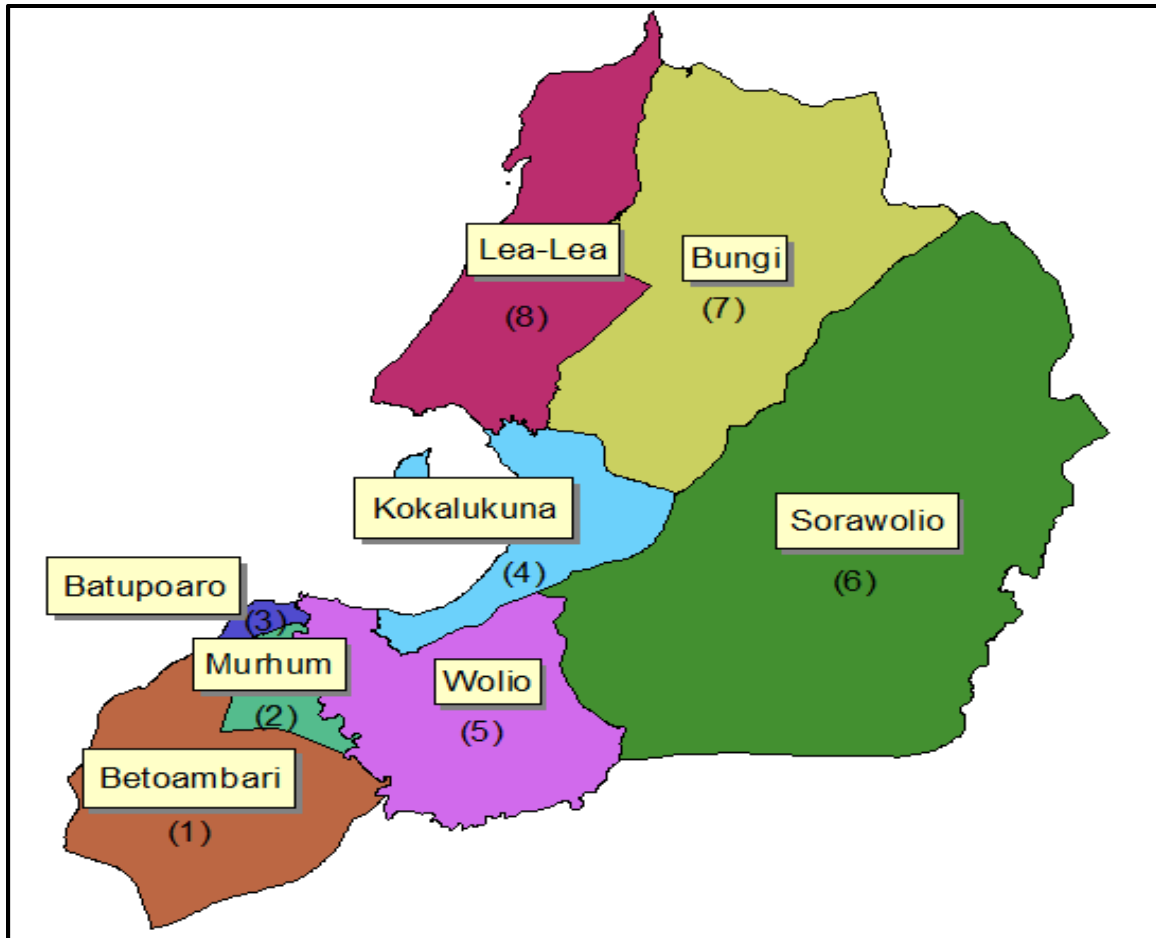 Lea-Lea
(8)
Bungi
(7)
Kokalukuna
(4)
Sorawolio
(6)
Batupoaro
(3)
Murhum
(2)
Wolio
(5)
Betoambari
(1)